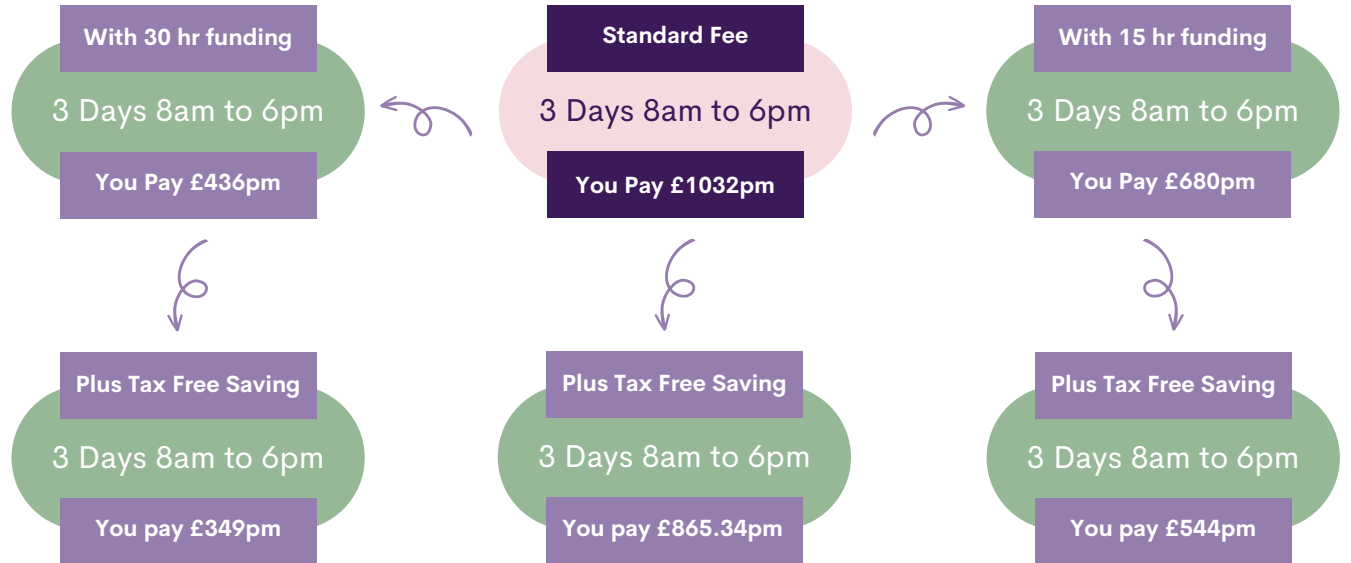 With 30 hr funding
3 Days 8am to 6pm
You Pay £436pm
Standard Fee
3 Days 8am to 6pm
You Pay £1032pm
With 15 hr funding
3 Days 8am to 6pm
You Pay £680pm
Plus Tax Free Saving
3 Days 8am to 6pm
You pay £349pm
Plus Tax Free Saving
3 Days 8am to 6pm
You pay £865.34pm
Plus Tax Free Saving
3 Days 8am to 6pm
You pay £544pm